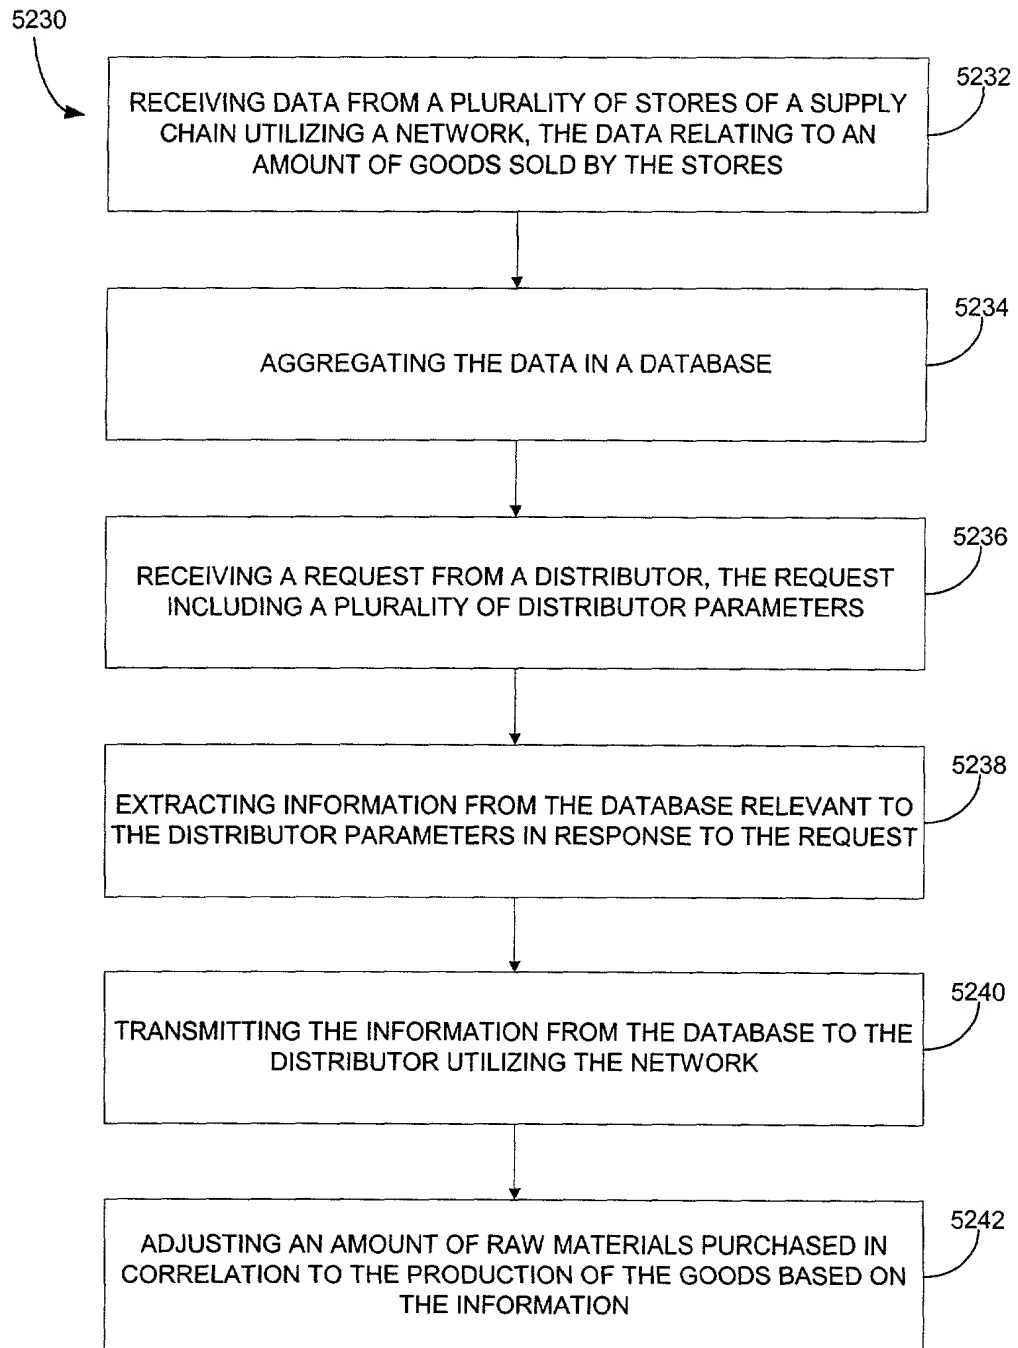 5230
5232
RECEIVING DATA FROM A PLURALITY OF STORES OF A SUPPLY
CHAIN UTILIZING A NETWORK, THE DATA RELATING TO AN
AMOUNT OF GOODS SOLD BY THE STORES
5234
AGGREGATING THE DATA IN A DATABASE
5236
RECEIVING A REQUEST FROM A DISTRIBUTOR, THE REQUEST
INCLUDING A PLURALITY OF DISTRIBUTOR PARAMETERS
5238
EXTRACTING INFORMATION FROM THE DATABASE RELEVANT TO
THE DISTRIBUTOR PARAMETERS IN RESPONSE TO THE REQUEST
5240
TRANSMITTING THE INFORMATION FROM THE DATABASE TO THE
DISTRIBUTOR UTILIZING THE NETWORK
5242
ADJUSTING AN AMOUNT OF RAW MATERIALS PURCHASED IN
CORRELATION TO THE PRODUCTION OF THE GOODS BASED ON
THE INFORMATION